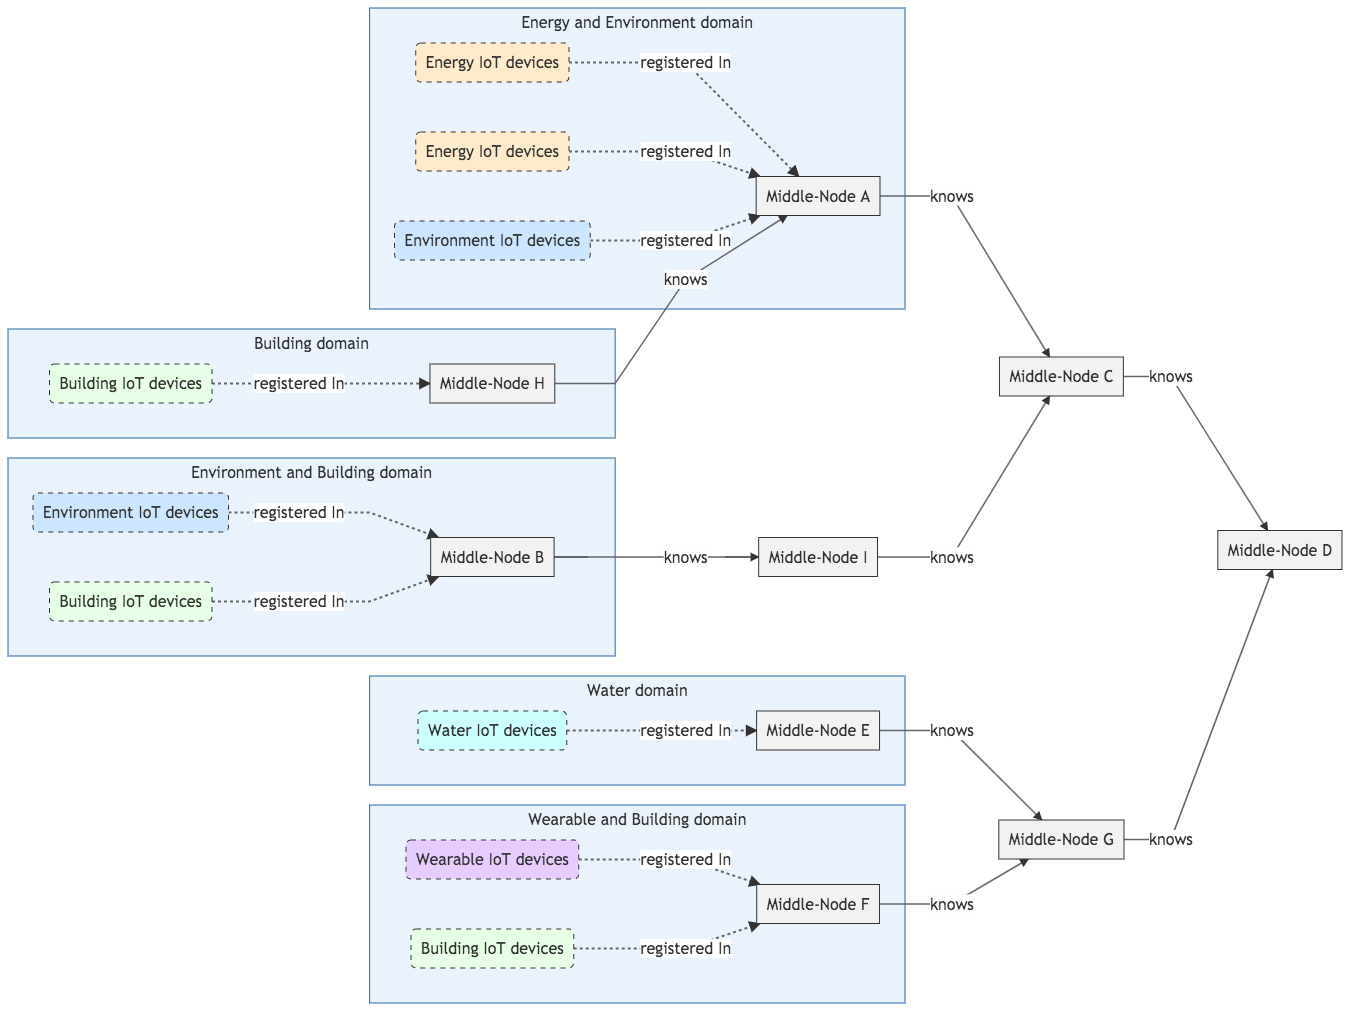 Energy and Environment domain
Energy IoT devices
registered In
Energy IoT devices
registered In
Middle-Node A
knows
Environment IoT devices
registered In
knows
Building domain
Building IoT devices
registered In
Middle-Node H
Middle-Node C
knows
Environment and Building domain
Environment IoT devices
registered In
Middle-Node B
knows
Middle-Node I
knows
Middle-Node D
Building IoT devices
registered In
Water domain
Water IoT devices
registered In
Middle-Node E
knows
Wearable and Building domain
Wearable IoT devices
registered In
Middle-Node G
knows
Middle-Node F
knows
Building IoT devices
registered In